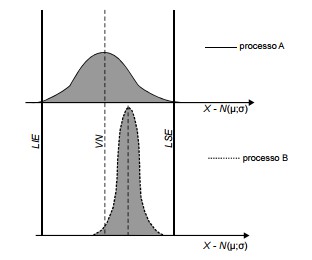 processo A
X - N(μ;σ)
LIE
VN
LSE
processo B
X - N(μ;σ)